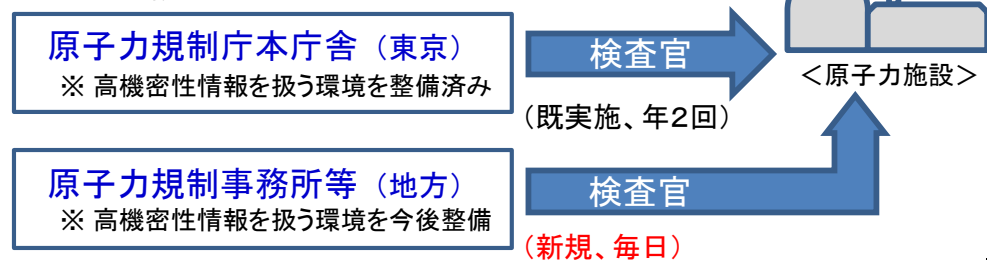 原子力規制庁本庁舎（東京）
※ 高機密性情報を扱う環境を整備済み
検査官
（既実施、年２回）
＜原子力施設＞
原子力規制事務所等（地方）
※ 高機密性情報を扱う環境を今後整備
検査官
（新規、毎日）